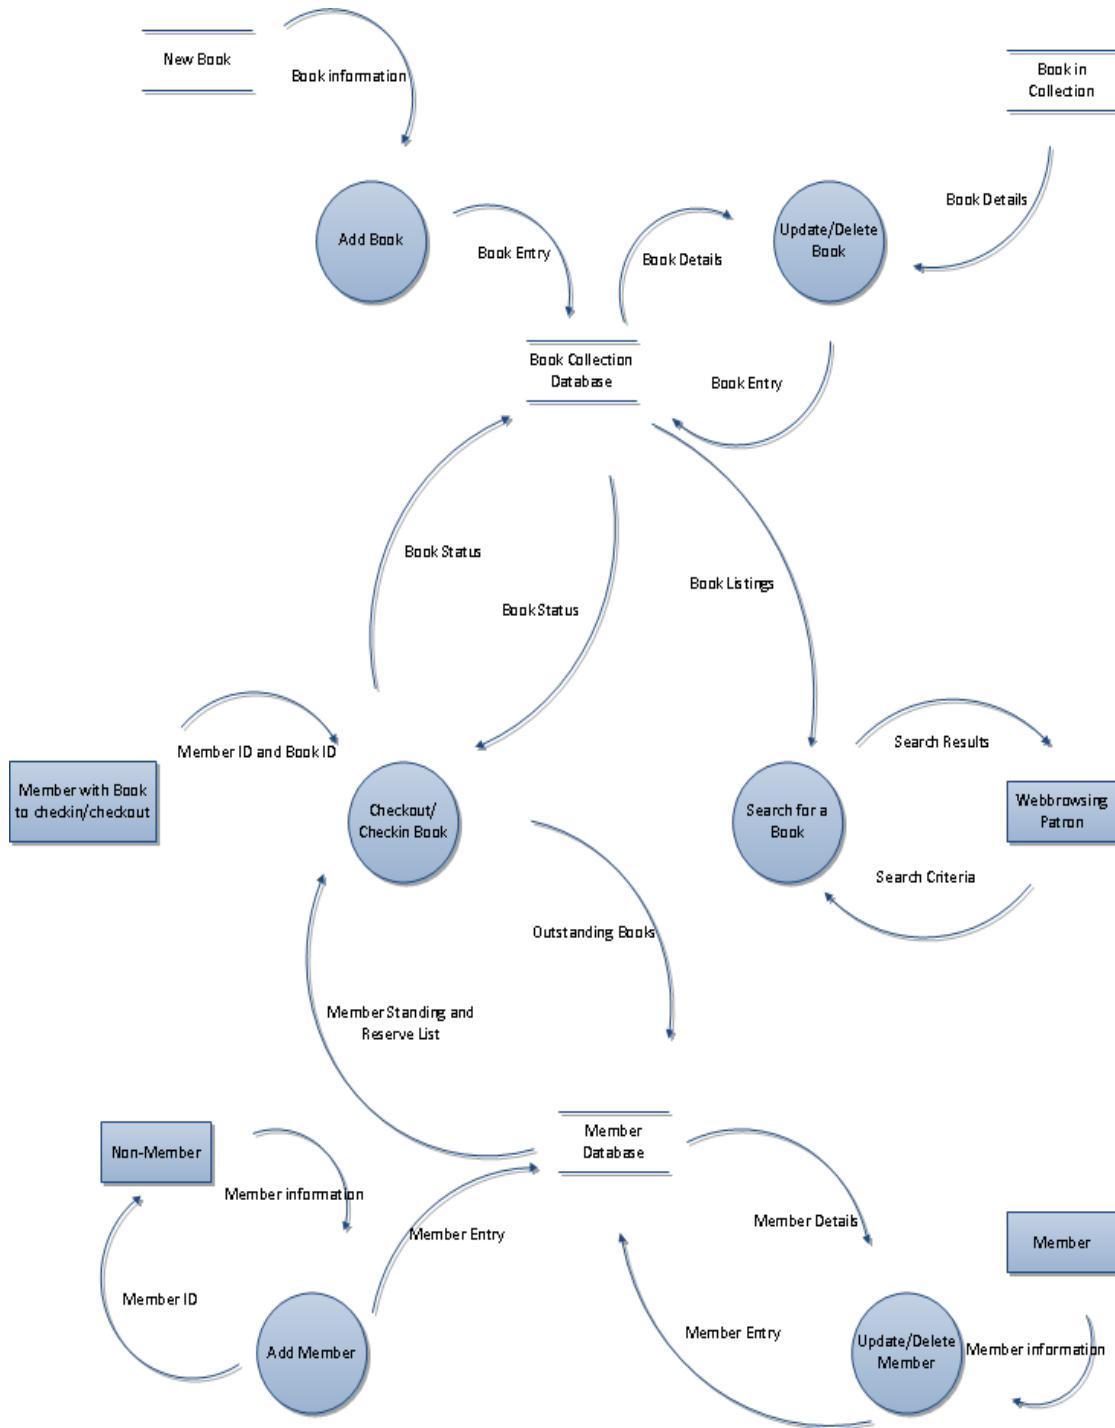 New Book
Book information
Book in
Collection
Add Book
Book Entry
Book Details
Update/Delete
Book
Book Details
Book Collection
Database
Book Entry
Book Status
Book Status
Book Listings
Member ID and Book ID
Search Results
Member with Book
to checkin/checkout
Checkout/
Checkin Book
Search for a
Book
Webbrowsing
Patron
Search Criteria
Outstanding Books
Member Standing and
Reserve List
Non-Member
Member information
Member
Database
Member Entry
Member Details
Member
Member ID
Add Member
Member Entry
Update/Delete
Member
Member information